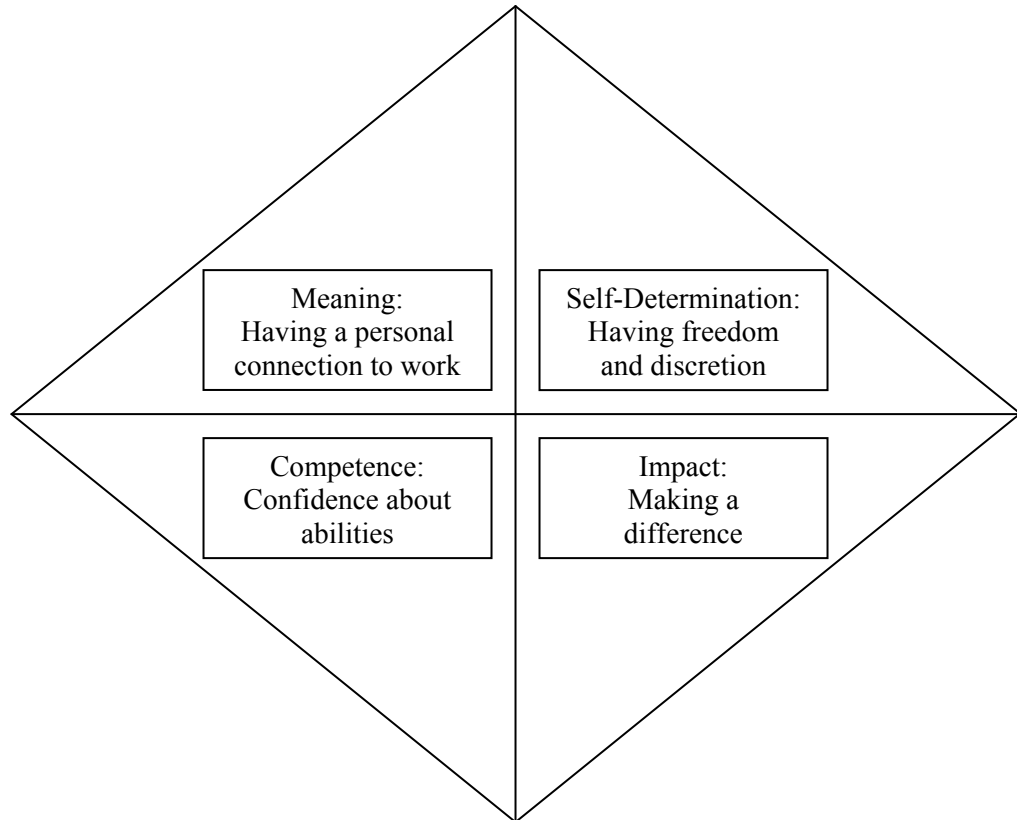 Meaning:
Having a personal
connection to work
Self-Determination:
Having freedom
and discretion
Competence:
Confidence about
abilities
Impact:
Making a
difference